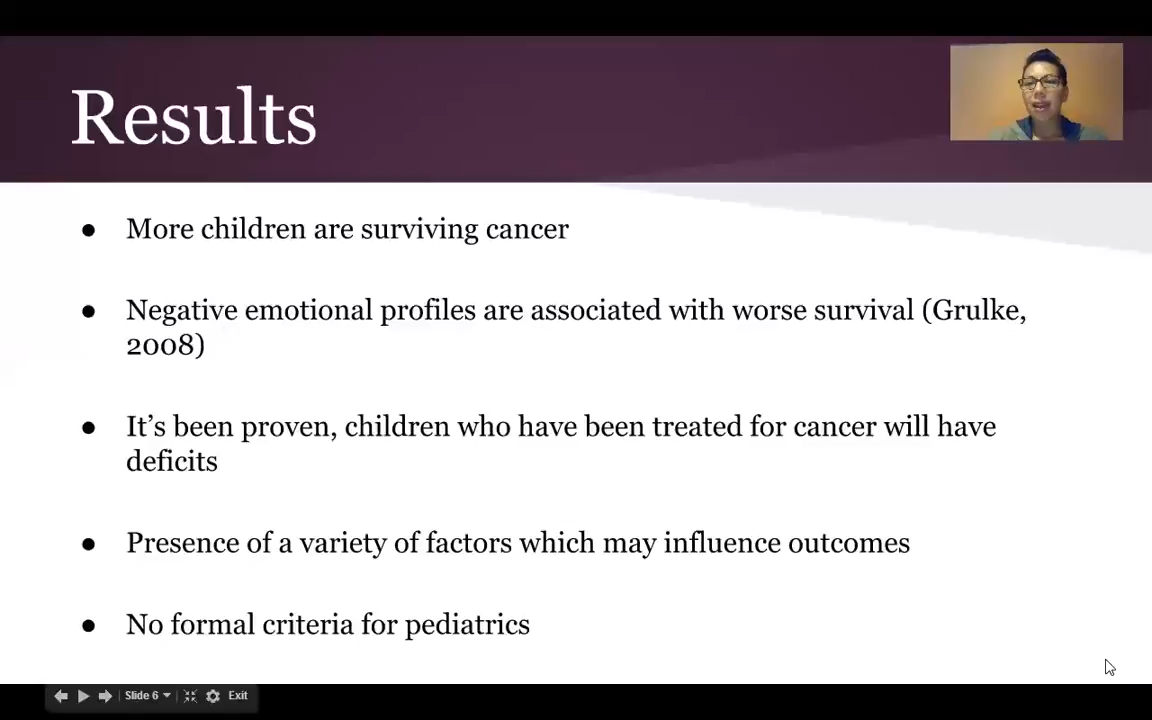 Results
● More children are surviving cancer
● Negative emotional profiles are associated with worse survival (Grulke,
2008)
● It’s been proven, children who have been treated for cancer will have
deficits
● Presence of a variety of factors which may influence outcomes
● No formal criteria for pediatrics
Slide 6 Exit